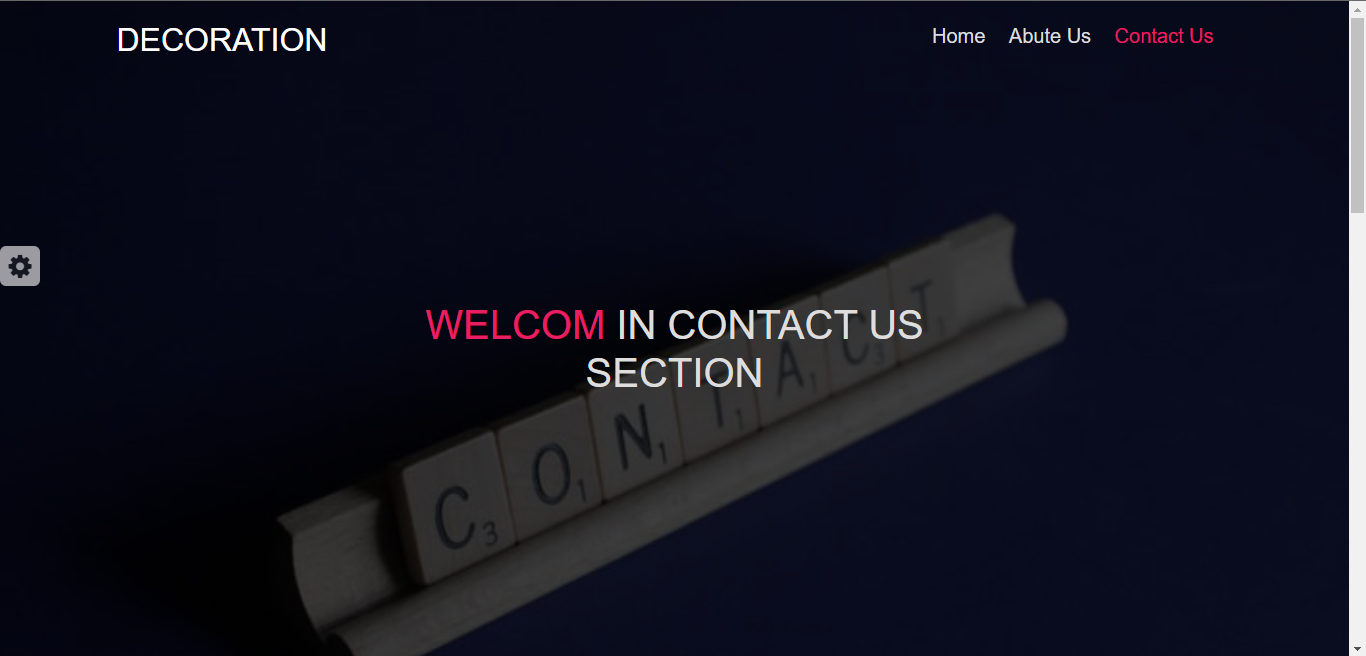 DECORATION
Home Abute Us Contact Us
WELCOM IN CONTACT US
SECTION
C3 O1 N1 T1 A1 C3 T1